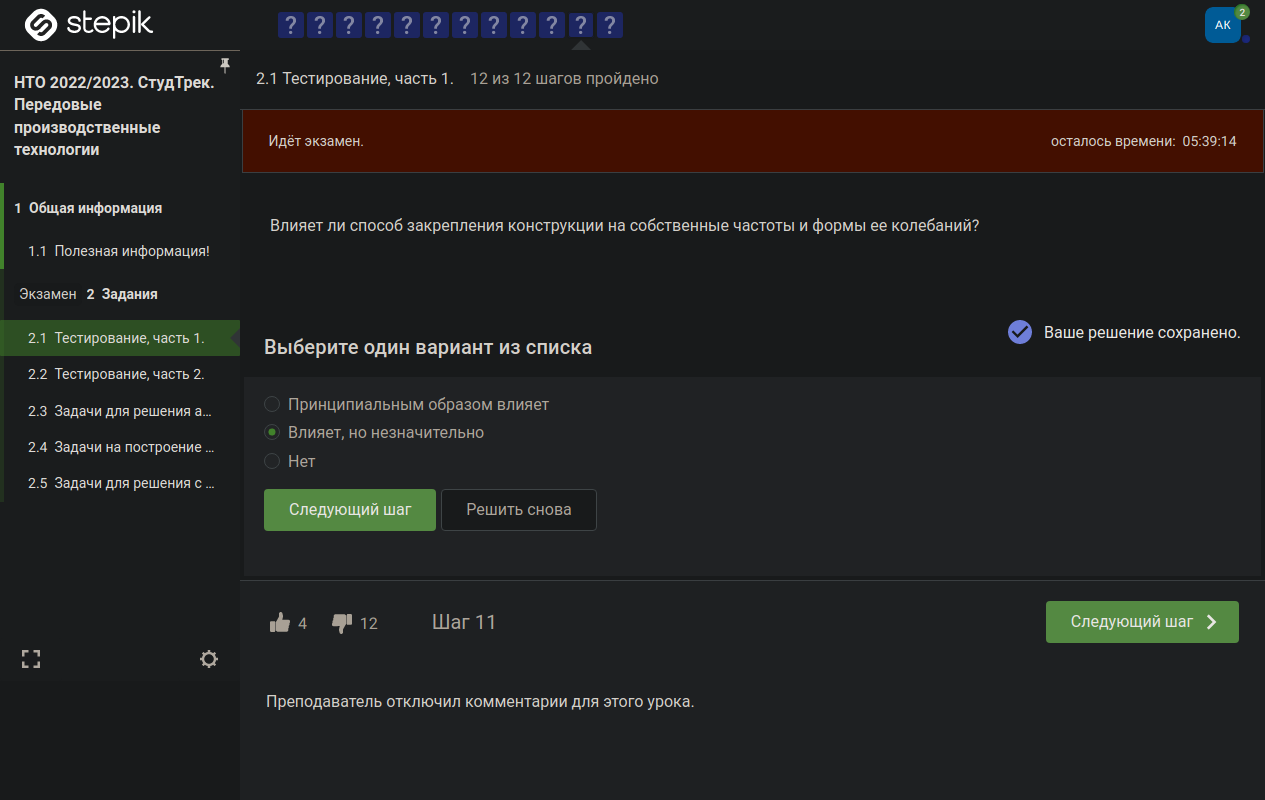 stepik
? ? ? ? ? ? ? ? ? ? ? ?
АК
2
НТО 2022/2023. СтудТрек.
Передовые
производственные
технологии
1 Общая информация
1.1 Полезная информация!
Экзамен 2 Задания
2.1 Тестирование, часть 1.
2.2 Тестирование, часть 2.
2.3 Задачи для решения а...
2.4 Задачи на построение ...
2.5 Задачи для решения с ...
2.1 Тестирование, часть 1. 12 из 12 шагов пройдено
Идёт экзамен. осталось времени: 05:39:14
Влияет ли способ закрепления конструкции на собственные частоты и формы ее колебаний?
Ваше решение сохранено.
Выберите один вариант из списка
Принципиальным образом влияет
Влияет, но незначительно
Нет
Следующий шаг Решить снова
4 12 Шаг 11 Следующий шаг
Преподаватель отключил комментарии для этого урока.